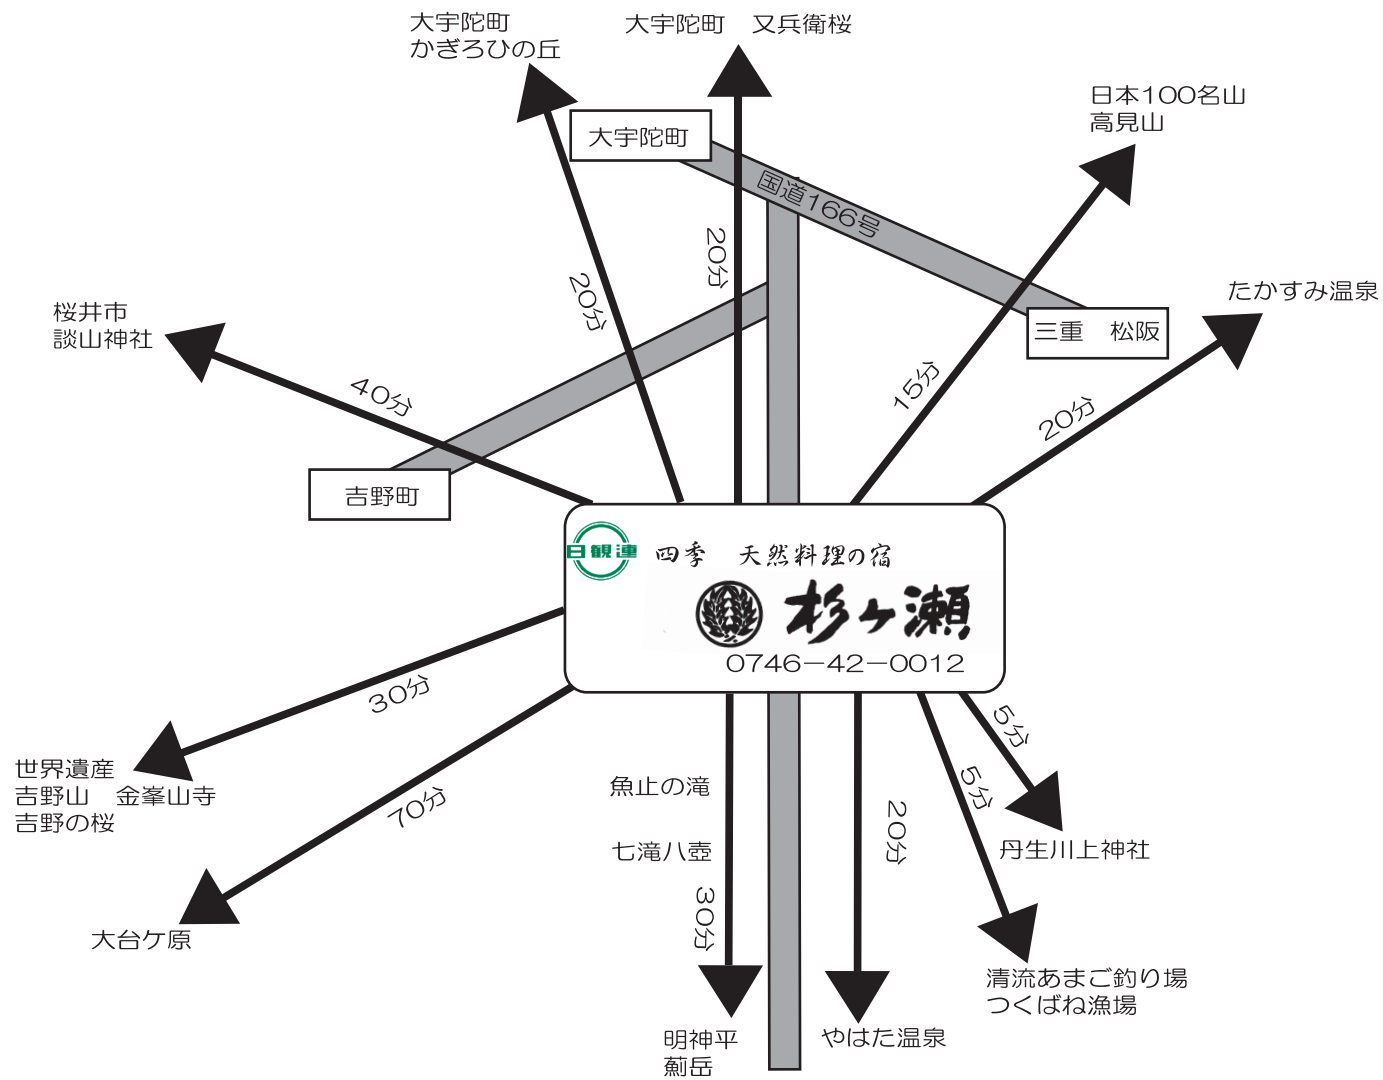 大宇陀町
かぎろひの丘
大宇陀町　又兵衛桜
日本100名山
高見山
大宇陀町
国道166号
20分
20分
たかすみ温泉
桜井市
談山神社
三重　松阪
40分
15分
20分
吉野町
日観連
四季　天然料理の宿
杉ヶ瀬
0746-42-0012
30分
5分
世界遺産
吉野山　金峯山寺
吉野の桜
魚止の滝
5分
70分
20分
七滝八壺
丹生川上神社
30分
大台ケ原
清流あまご釣り場
つくばね漁場
明神平
薊岳
やはた温泉